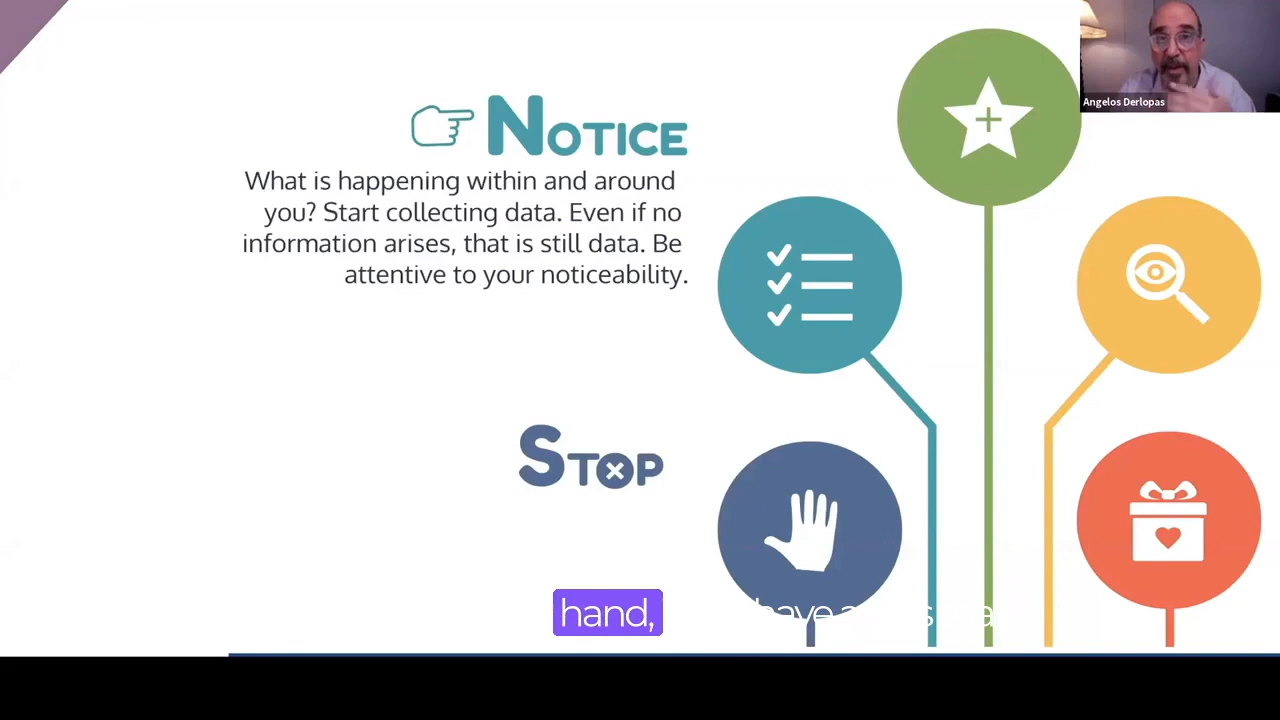 NOTICE
What is happening within and around
you? Start collecting data. Even if no
information arises, that is still data. Be
attentive to your noticeability.
STOP
hand, have
Angelos Derlopas